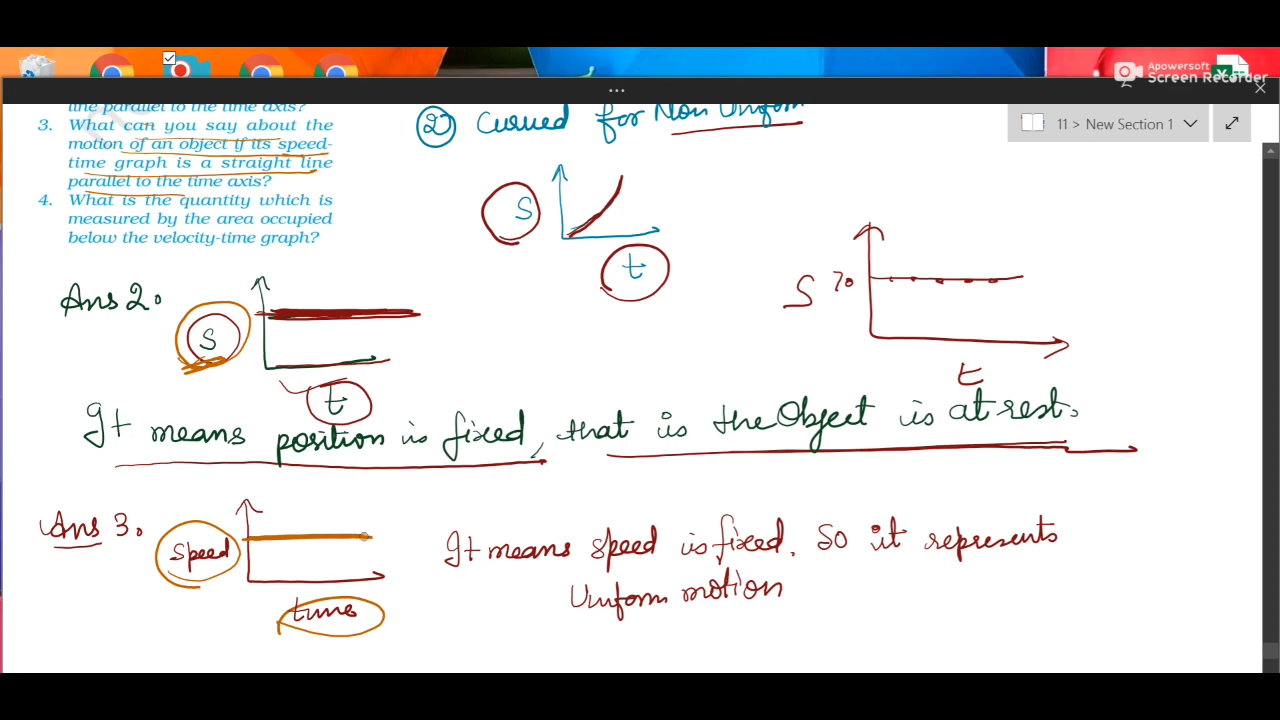 Apowersoft
Screen Recorder
...
line parallel to the time axis?
3. What can you say about the
motion of an object if its speed-
time graph is a straight line
parallel to the time axis?
4. What is the quantity which is
measured by the area occupied
below the velocity-time graph?
② Curved for Non Uniform
11 > New Section 1
S
t
S 70
t
Ans 2.
S
t
It means position is fixed, that is the Object is at rest.
Ans 3.
speed
time
It means speed is fixed. So it represents
Uniform motion